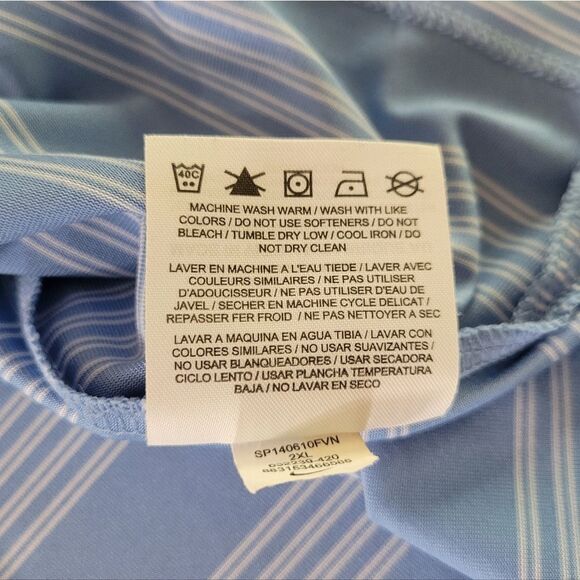 40C
MACHINE WASH WARM / WASH WITH LIKE
COLORS / DO NOT USE SOFTENERS / DO NOT
BLEACH / TUMBLE DRY LOW / COOL IRON / DO
NOT DRY CLEAN
LAVER EN MACHINE A L'EAU TIEDE / LAVER AVEC
COULEURS SIMILAIRES / NE PAS UTILISER
D'ADOUCISSEUR / NE PAS UTILISER D'EAU DE
JAVEL / SECHER EN MACHINE CYCLE DELICAT /
REPASSER FER FROID / NE PAS NETTOYER A SEC
LAVAR A MAQUINA EN AGUA TIBIA / LAVAR CON
COLORES SIMILARES / NO USAR SUAVIZANTES /
NO USAR BLANQUEADORES / USAR SECADORA
CICLO LENTO / USAR PLANCHA TEMPERATURA
BAJA / NO LAVAR EN SECO
SP140610FVN
2XL